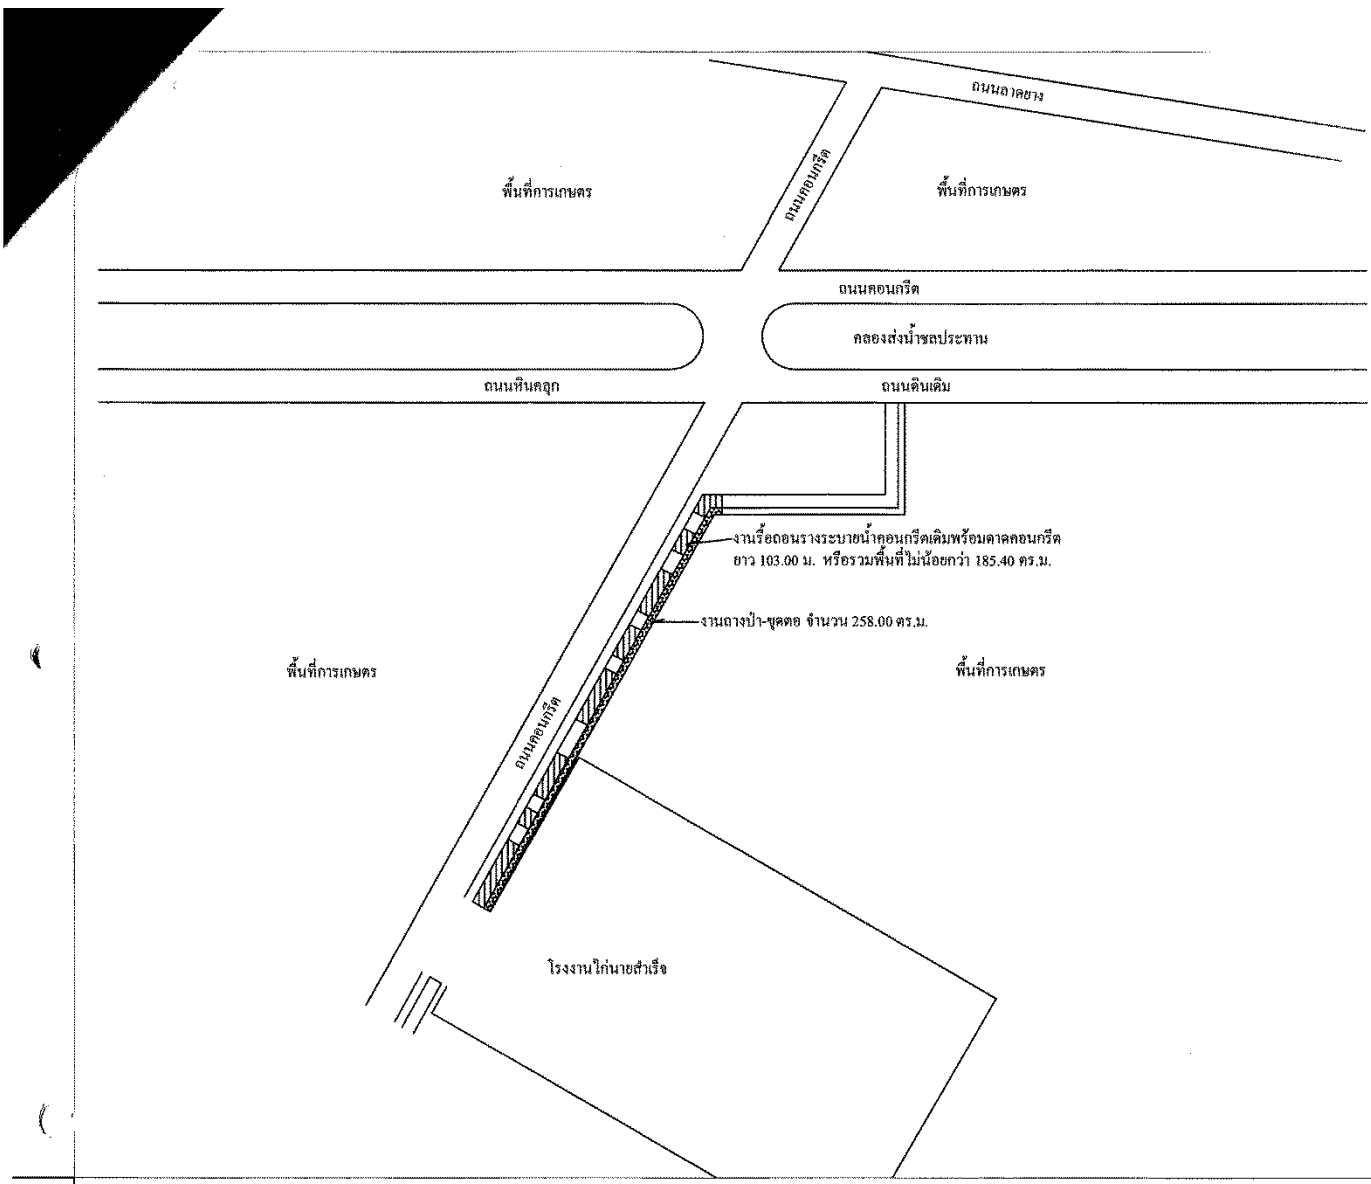 ถนนลาดยาง
ถนนคอนกรีต
พื้นที่การเกษตร
พื้นที่การเกษตร
ถนนคอนกรีต
คลองส่งน้ำชลประทาน
ถนนหินคลุก
ถนนดินเดิม
งานรื้อถอนรางระบายน้ำคอนกรีตเดิมพร้อมดาดคอนกรีต
ยาว 103.00 ม. หรือรวมพื้นที่ไม่น้อยกว่า 185.40 ตร.ม.
งานถางป่า-ขุดตอ จำนวน 258.00 ตร.ม.
พื้นที่การเกษตร
พื้นที่การเกษตร
ถนนคอนกรีต
โรงงานไก่นายสำเร็จ